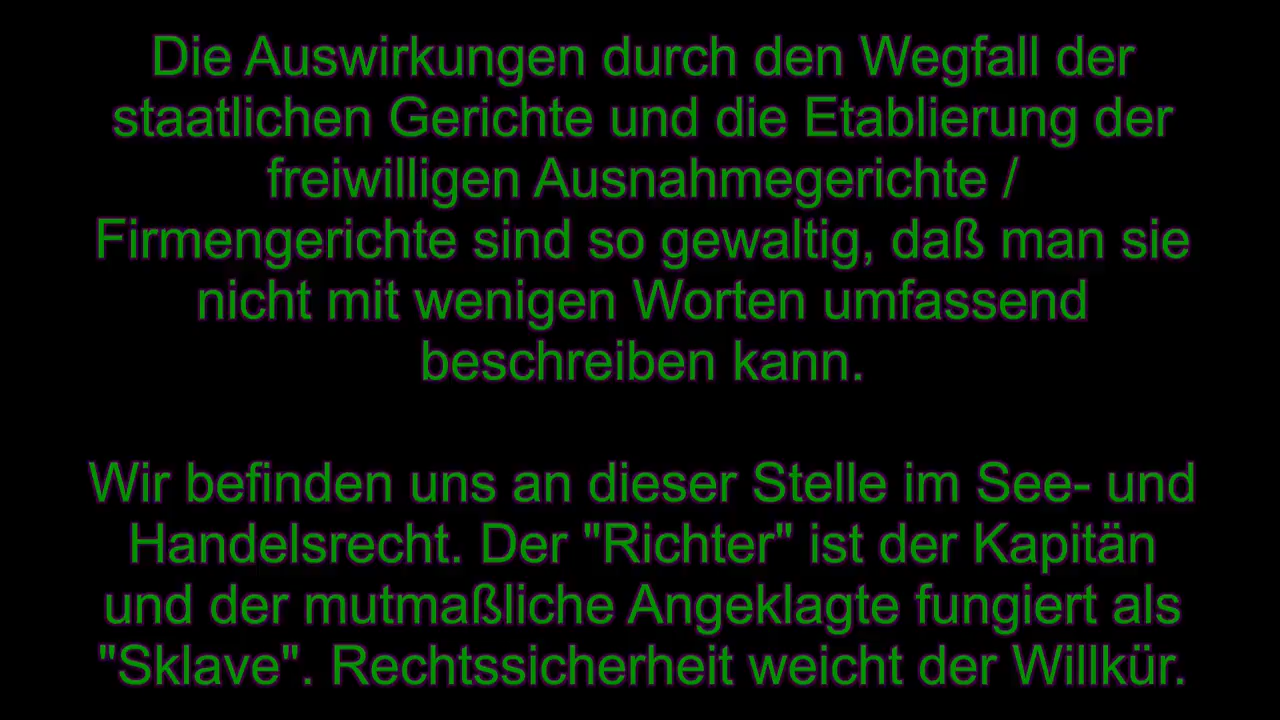 Die Auswirkungen durch den Wegfall der
staatlichen Gerichte und die Etablierung der
freiwilligen Ausnahmegerichte /
Firmengerichte sind so gewaltig, daß man sie
nicht mit wenigen Worten umfassend
beschreiben kann.
Wir befinden uns an dieser Stelle im See- und
Handelsrecht. Der "Richter" ist der Kapitän
und der mutmaßliche Angeklagte fungiert als
"Sklave". Rechtssicherheit weicht der Willkür.